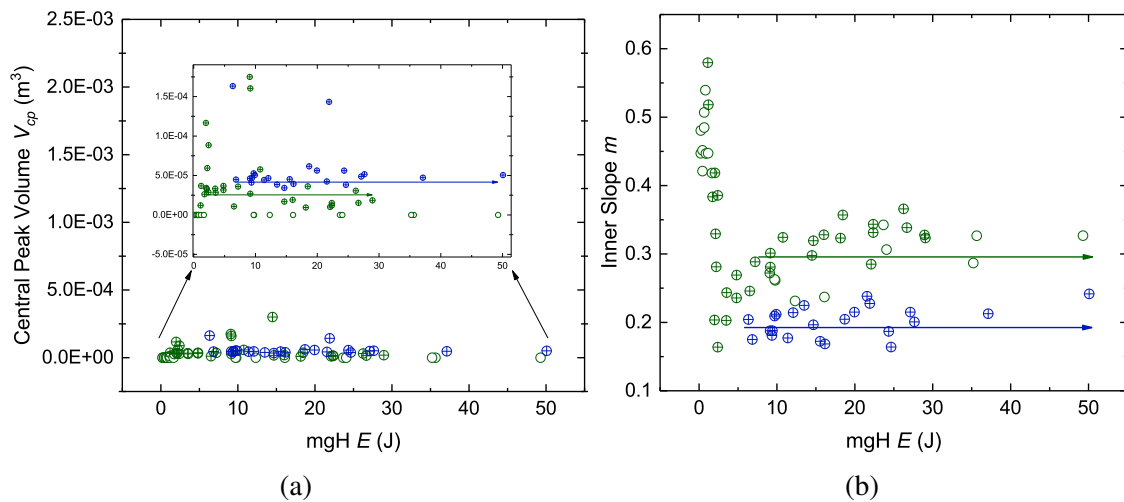 2.5E-03
2.0E-03
1.5E-03
1.0E-03
5.0E-04
0.0E+00
Central Peak Volume Vcp (m³)
1.5E-04
1.0E-04
5.0E-05
0.0E+00
-5.0E-05
0 10 20 30 40 50
0 10 20 30 40 50
mgH E (J)
(a)
0.6
0.5
0.4
0.3
0.2
0.1
Inner Slope m
0 10 20 30 40 50
mgH E (J)
(b)